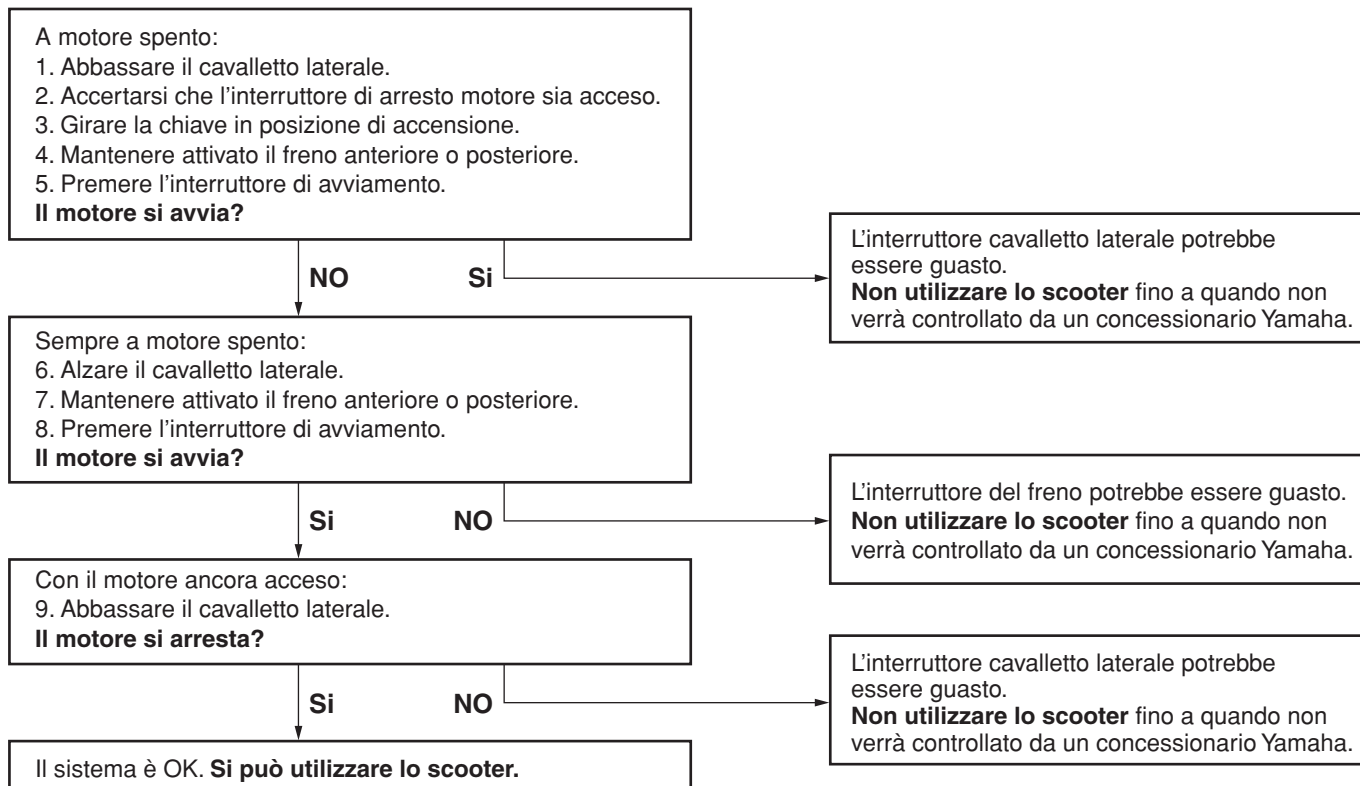 A motore spento:
1. Abbassare il cavalletto laterale.
2. Accertarsi che l'interruttore di arresto motore sia acceso.
3. Girare la chiave in posizione di accensione.
4. Mantenere attivato il freno anteriore o posteriore.
5. Premere l'interruttore di avviamento.
Il motore si avvia?
NO Si
L'interruttore cavalletto laterale potrebbe
essere guasto.
Non utilizzare lo scooter fino a quando non
verrà controllato da un concessionario Yamaha.
Sempre a motore spento:
6. Alzare il cavalletto laterale.
7. Mantenere attivato il freno anteriore o posteriore.
8. Premere l'interruttore di avviamento.
Il motore si avvia?
Si NO
L'interruttore del freno potrebbe essere guasto.
Non utilizzare lo scooter fino a quando non
verrà controllato da un concessionario Yamaha.
Con il motore ancora acceso:
9. Abbassare il cavalletto laterale.
Il motore si arresta?
Si NO
L'interruttore cavalletto laterale potrebbe
essere guasto.
Non utilizzare lo scooter fino a quando non
verrà controllato da un concessionario Yamaha.
Il sistema è OK. Si può utilizzare lo scooter.